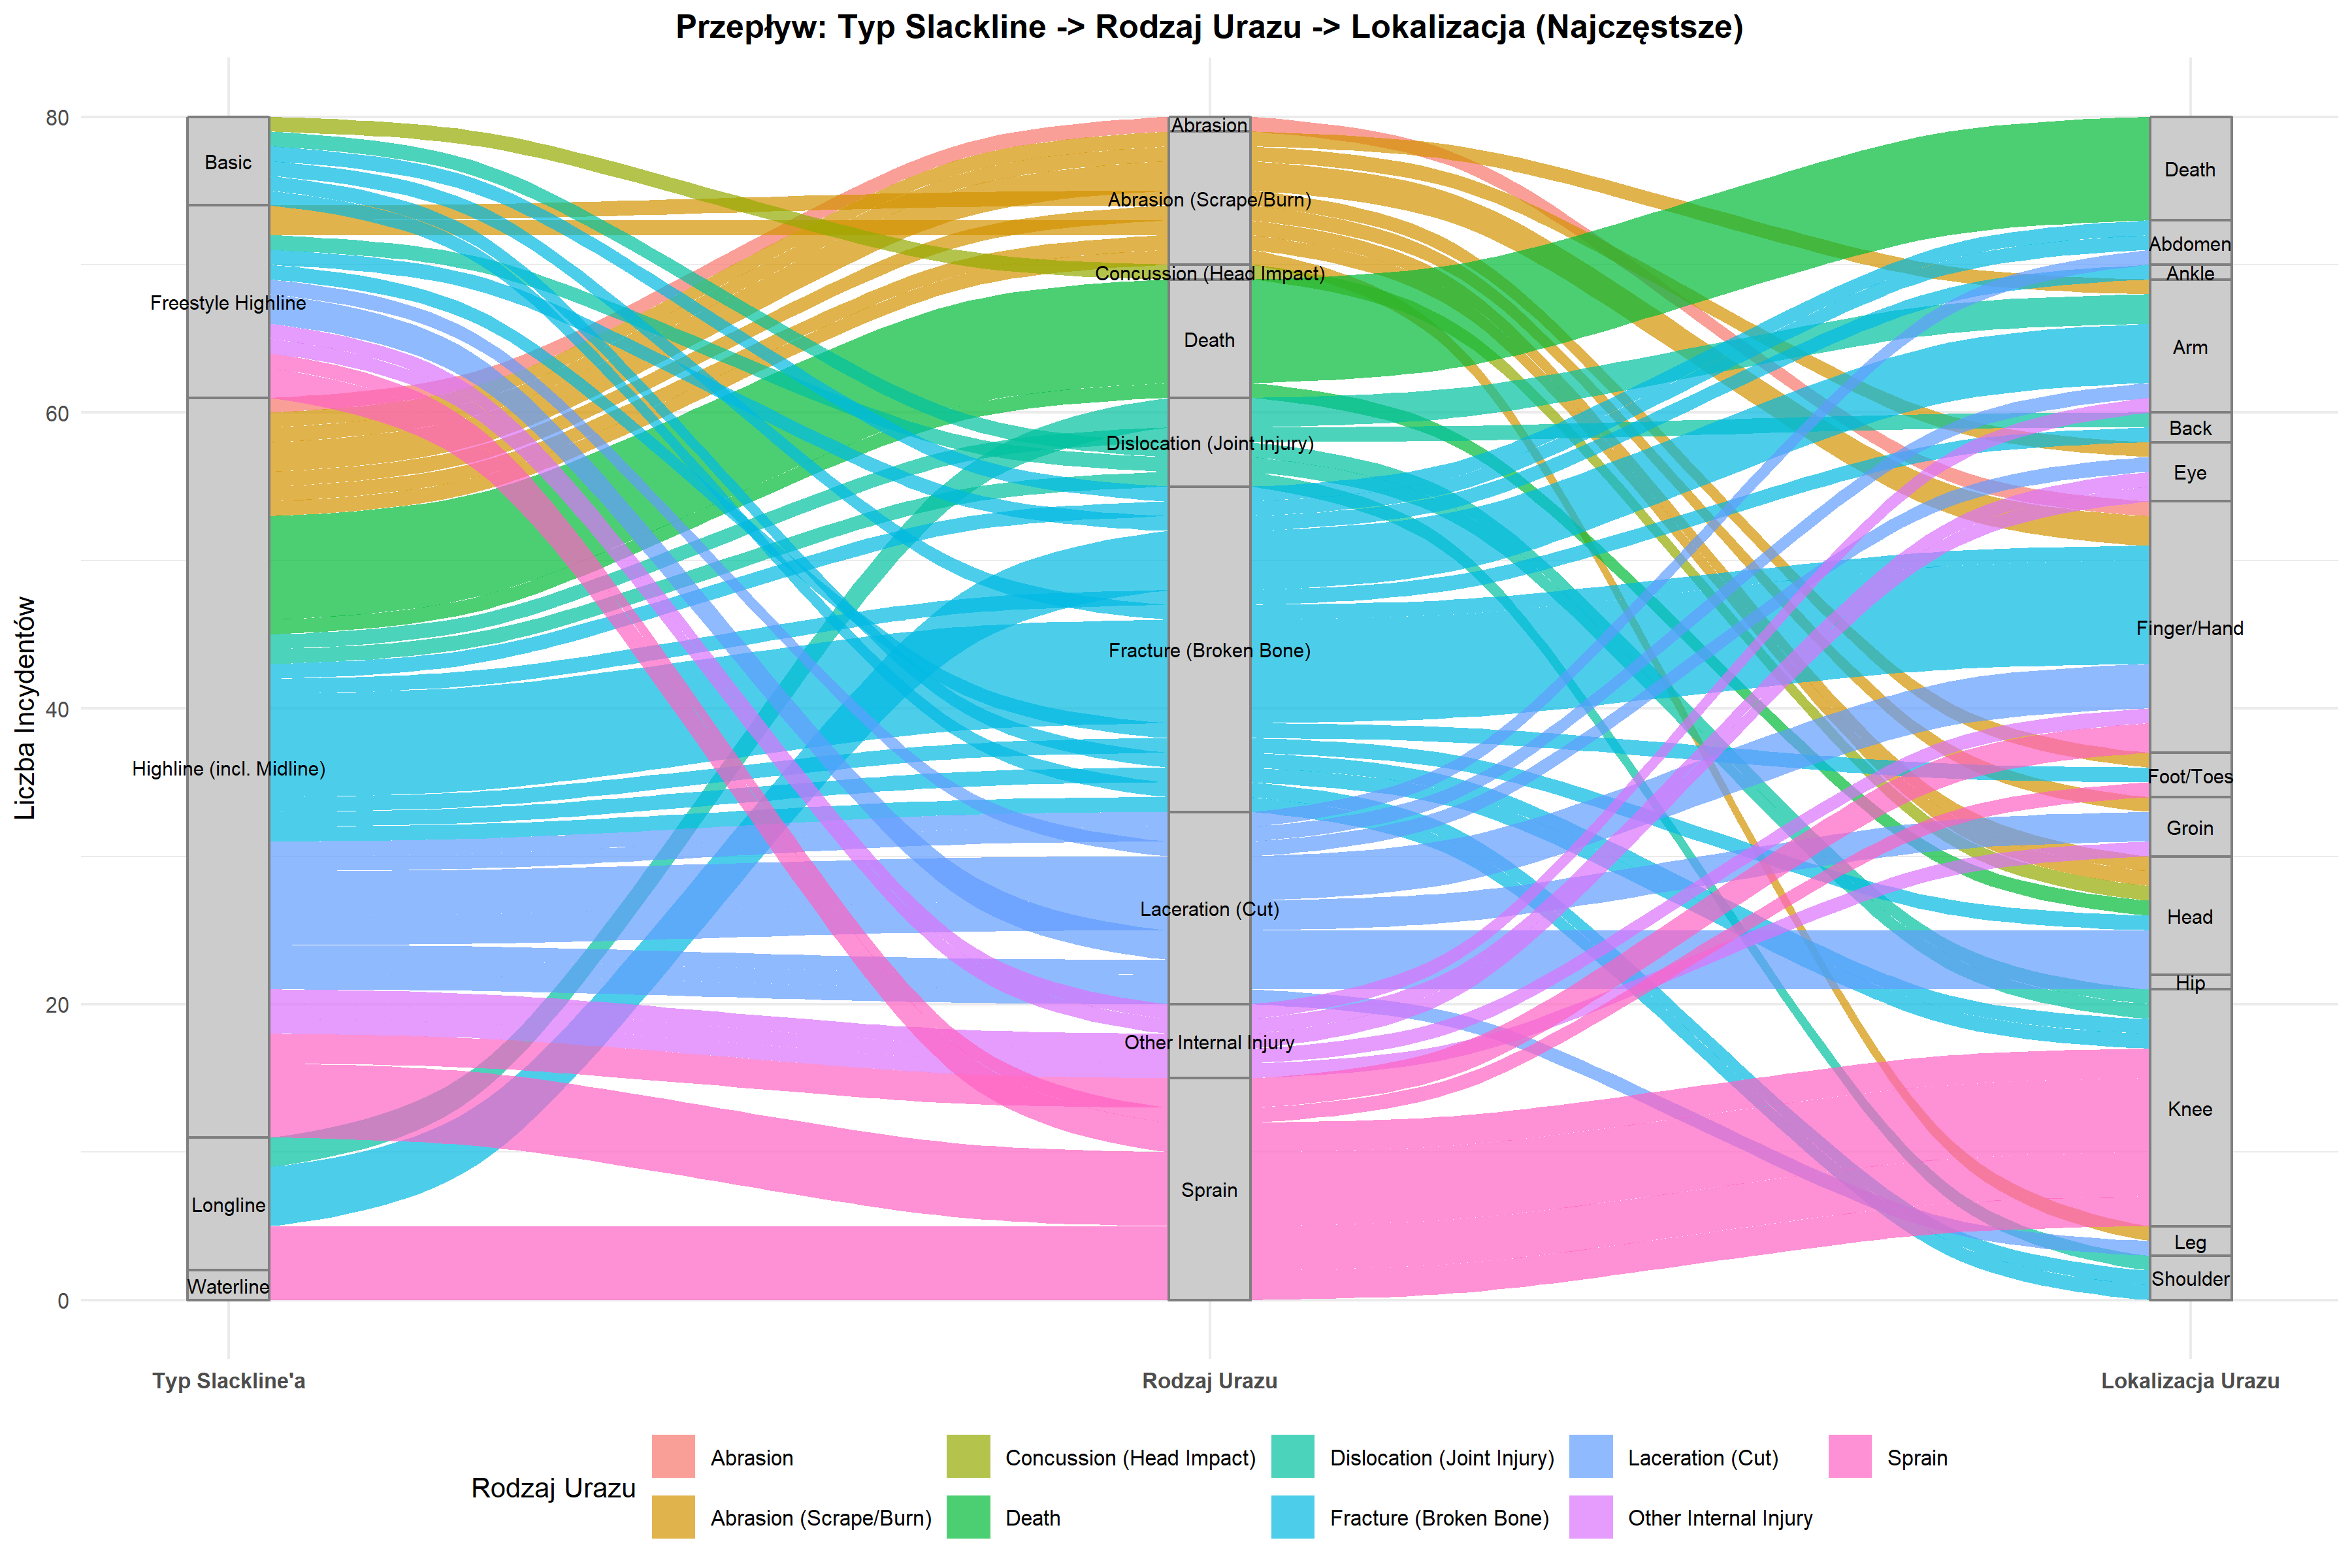 Przepływ: Typ Slackline -> Rodzaj Urazu -> Lokalizacja (Najczęstsze)
Liczba Incydentów
80
60
40
20
0
Basic
Freestyle Highline
Highline (incl. Midline)
Longline
Waterline
Abrasion
Abrasion (Scrape/Burn)
Concussion (Head Impact)
Death
Dislocation (Joint Injury)
Fracture (Broken Bone)
Laceration (Cut)
Other Internal Injury
Sprain
Death
Abdomen
Ankle
Arm
Back
Eye
Finger/Hand
Foot/Toes
Groin
Head
Hip
Knee
Leg
Shoulder
Typ Slackline'a
Rodzaj Urazu
Lokalizacja Urazu
Rodzaj Urazu
Abrasion
Abrasion (Scrape/Burn)
Concussion (Head Impact)
Death
Dislocation (Joint Injury)
Fracture (Broken Bone)
Laceration (Cut)
Other Internal Injury
Sprain